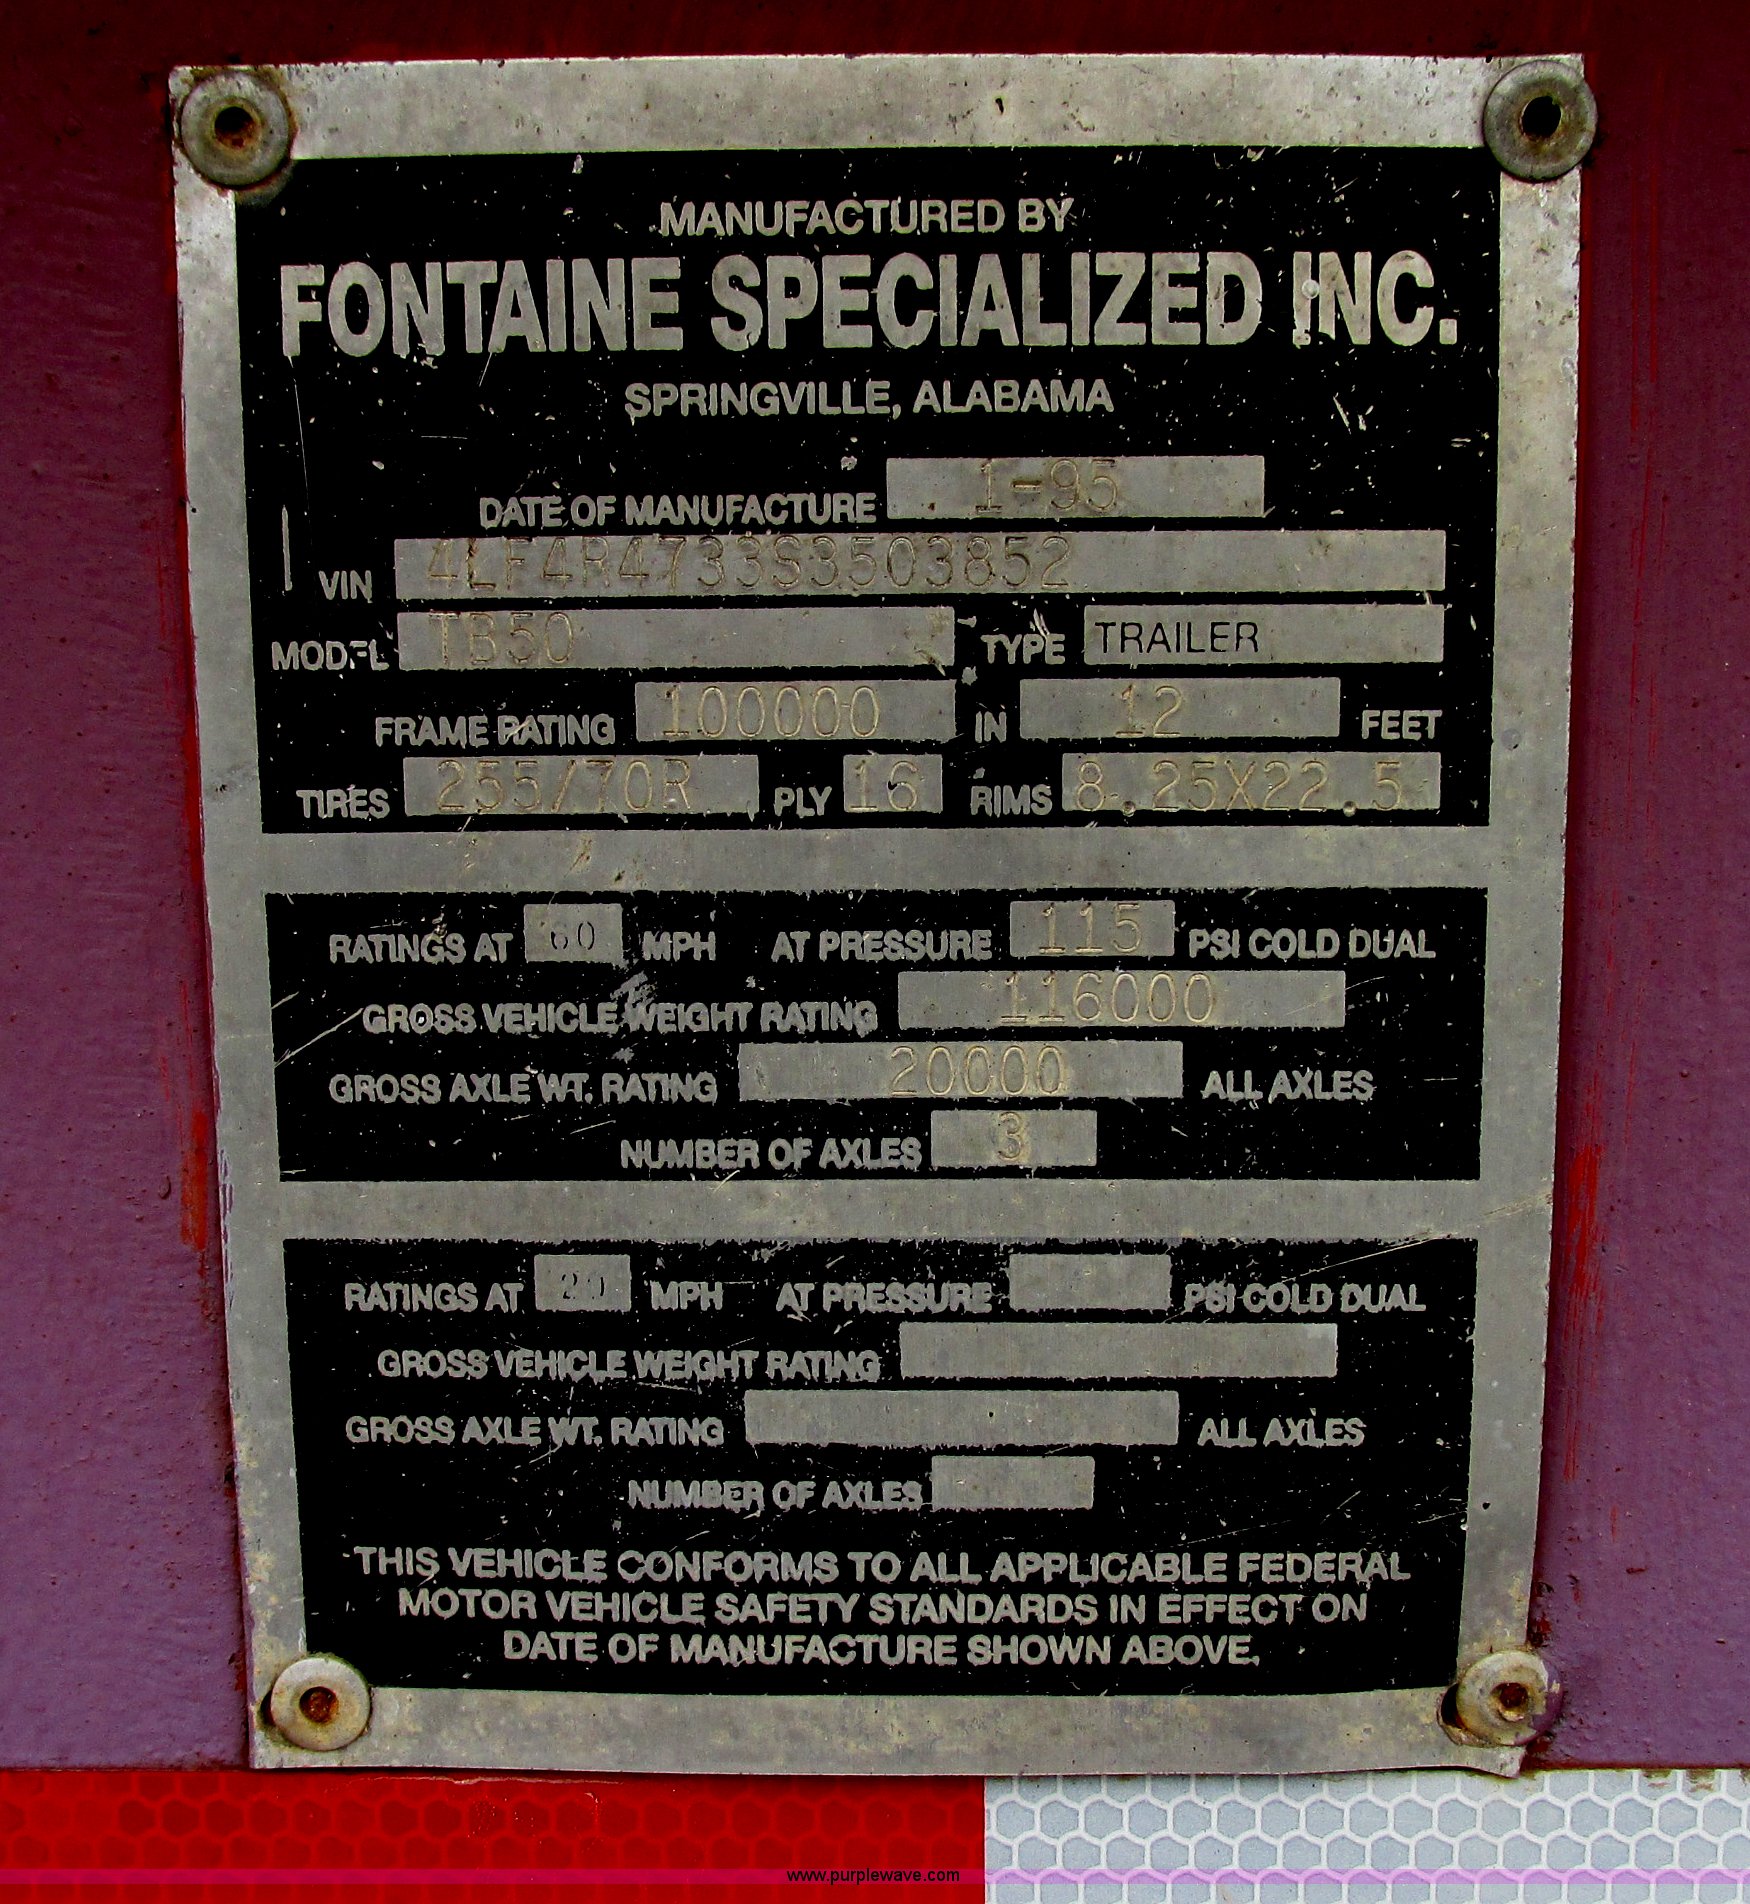 MANUFACTURED BY
FONTAINE SPECIALIZED INC.
SPRINGVILLE, ALABAMA
DATE OF MANUFACTURE 1-95
VIN 4LF4R4733S3503852
MODEL TB50 TYPE TRAILER
FRAME RATING 100000 IN 12 FEET
TIRES 255/70R PLY 16 RIMS 8.25X22.5
RATINGS AT 60 MPH AT PRESSURE 115 PSI COLD DUAL
GROSS VEHICLE WEIGHT RATING 116000
GROSS AXLE WT. RATING 20000 ALL AXLES
NUMBER OF AXLES 3
RATINGS AT 20 MPH AT PRESSURE PSI COLD DUAL
GROSS VEHICLE WEIGHT RATING
GROSS AXLE WT. RATING ALL AXLES
NUMBER OF AXLES
THIS VEHICLE CONFORMS TO ALL APPLICABLE FEDERAL
MOTOR VEHICLE SAFETY STANDARDS IN EFFECT ON
DATE OF MANUFACTURE SHOWN ABOVE.
www.purplewave.com